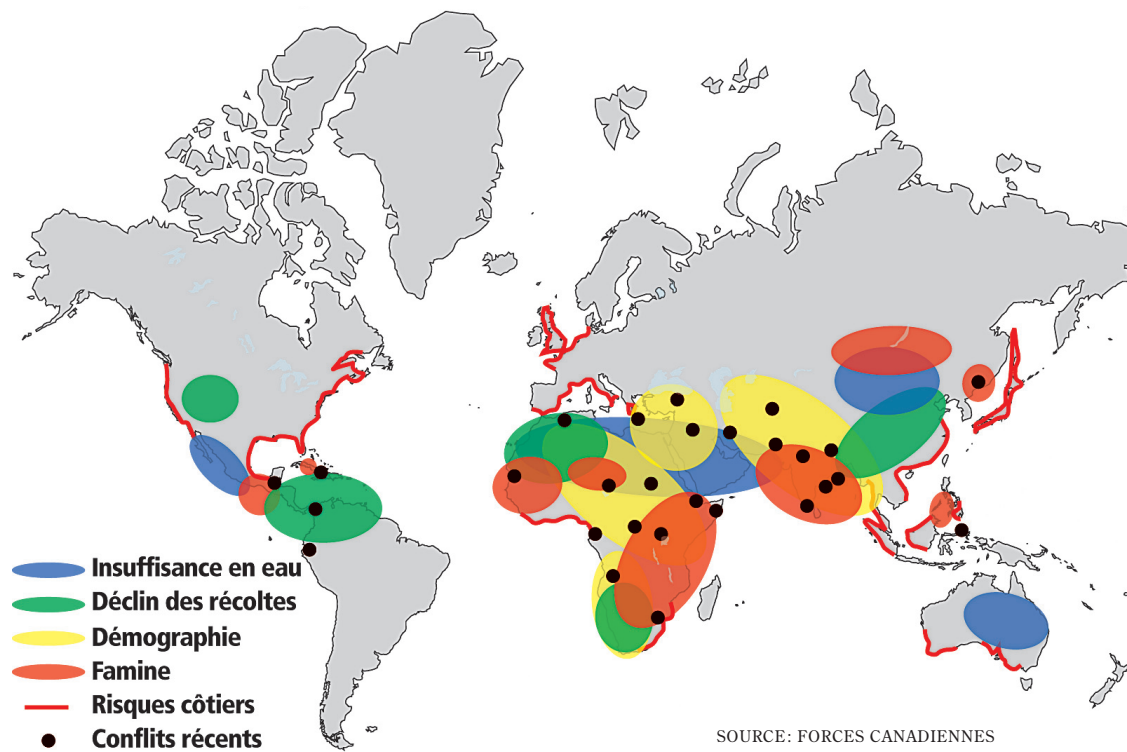 Insuffisance en eau
Déclin des récoltes
Démographie
Famine
Risques côtiers
Conflits récents
SOURCE: FORCES CANADIENNES